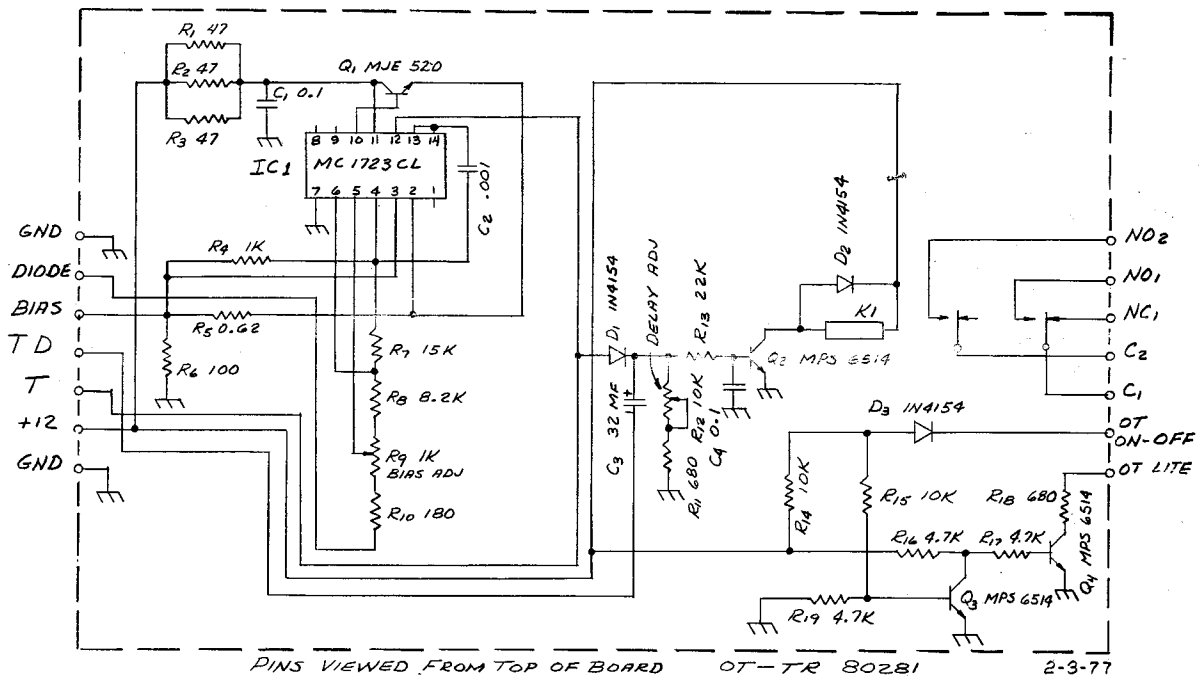 R1 47
R2 47
R3 47
C1 0.1
Q1 MJE 520
8 9 10 11 12 13 14
IC1
MC 1723 CL
7 6 5 4 3 2 1
C2 .001
GND
DIODE
BIAS
TD
T
+12
GND
R4 1K
R5 0.62
R6 100
R7 15K
R8 8.2K
R9 1K
BIAS ADJ
R10 180
D1 1N4154
C3 32 MF
+
DELAY ADJ
R12 10K
R11 680
R13 22K
C4 0.1
Q2 MPS 6514
D2 1N4154
K1
NO2
NO1
NC1
C2
C1
OT
ON-OFF
OT LITE
D3 1N4154
R14 10K
R15 10K
R16 4.7K
R17 4.7K
R18 680
Q4 MPS 6514
Q3 MPS 6514
R19 4.7K
PINS VIEWED FROM TOP OF BOARD
OT-TR 80281
2-3-77